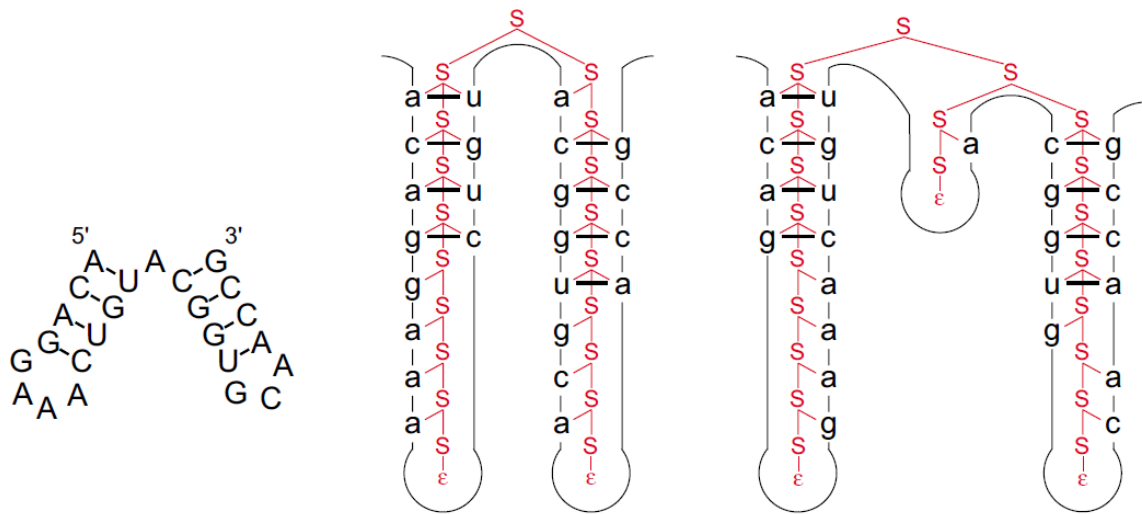 5' 3'
A U A C G
C G G C
A U G C
G C U A
G A
A A A G C
S
S S
a u a
S S
c g c g
S S
a u g c
S S
g c g c
S S
g u a
S S
a g
S S
a c
S S
a a
S S
ε ε
S
S S
a u
S S S
c g a c g
S S S
a u ε g c
S S
g c g c
S S
a u a
S S
a g
S S
a a
S S
g c
S S
ε ε